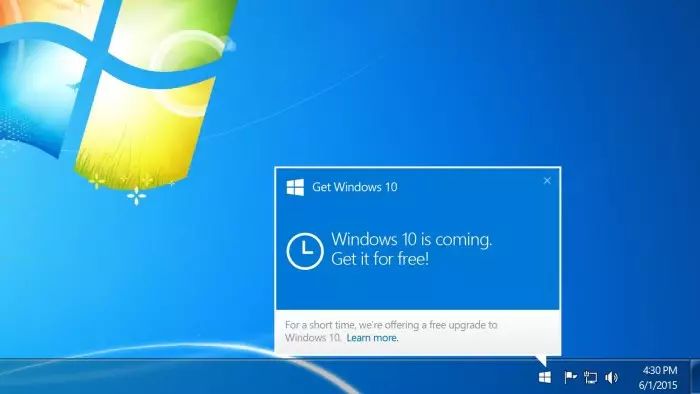 Get Windows 10
Windows 10 is coming.
Get it for free!
For a short time, we're offering a free upgrade to
Windows 10. Learn more.
4:30 PM
6/1/2015